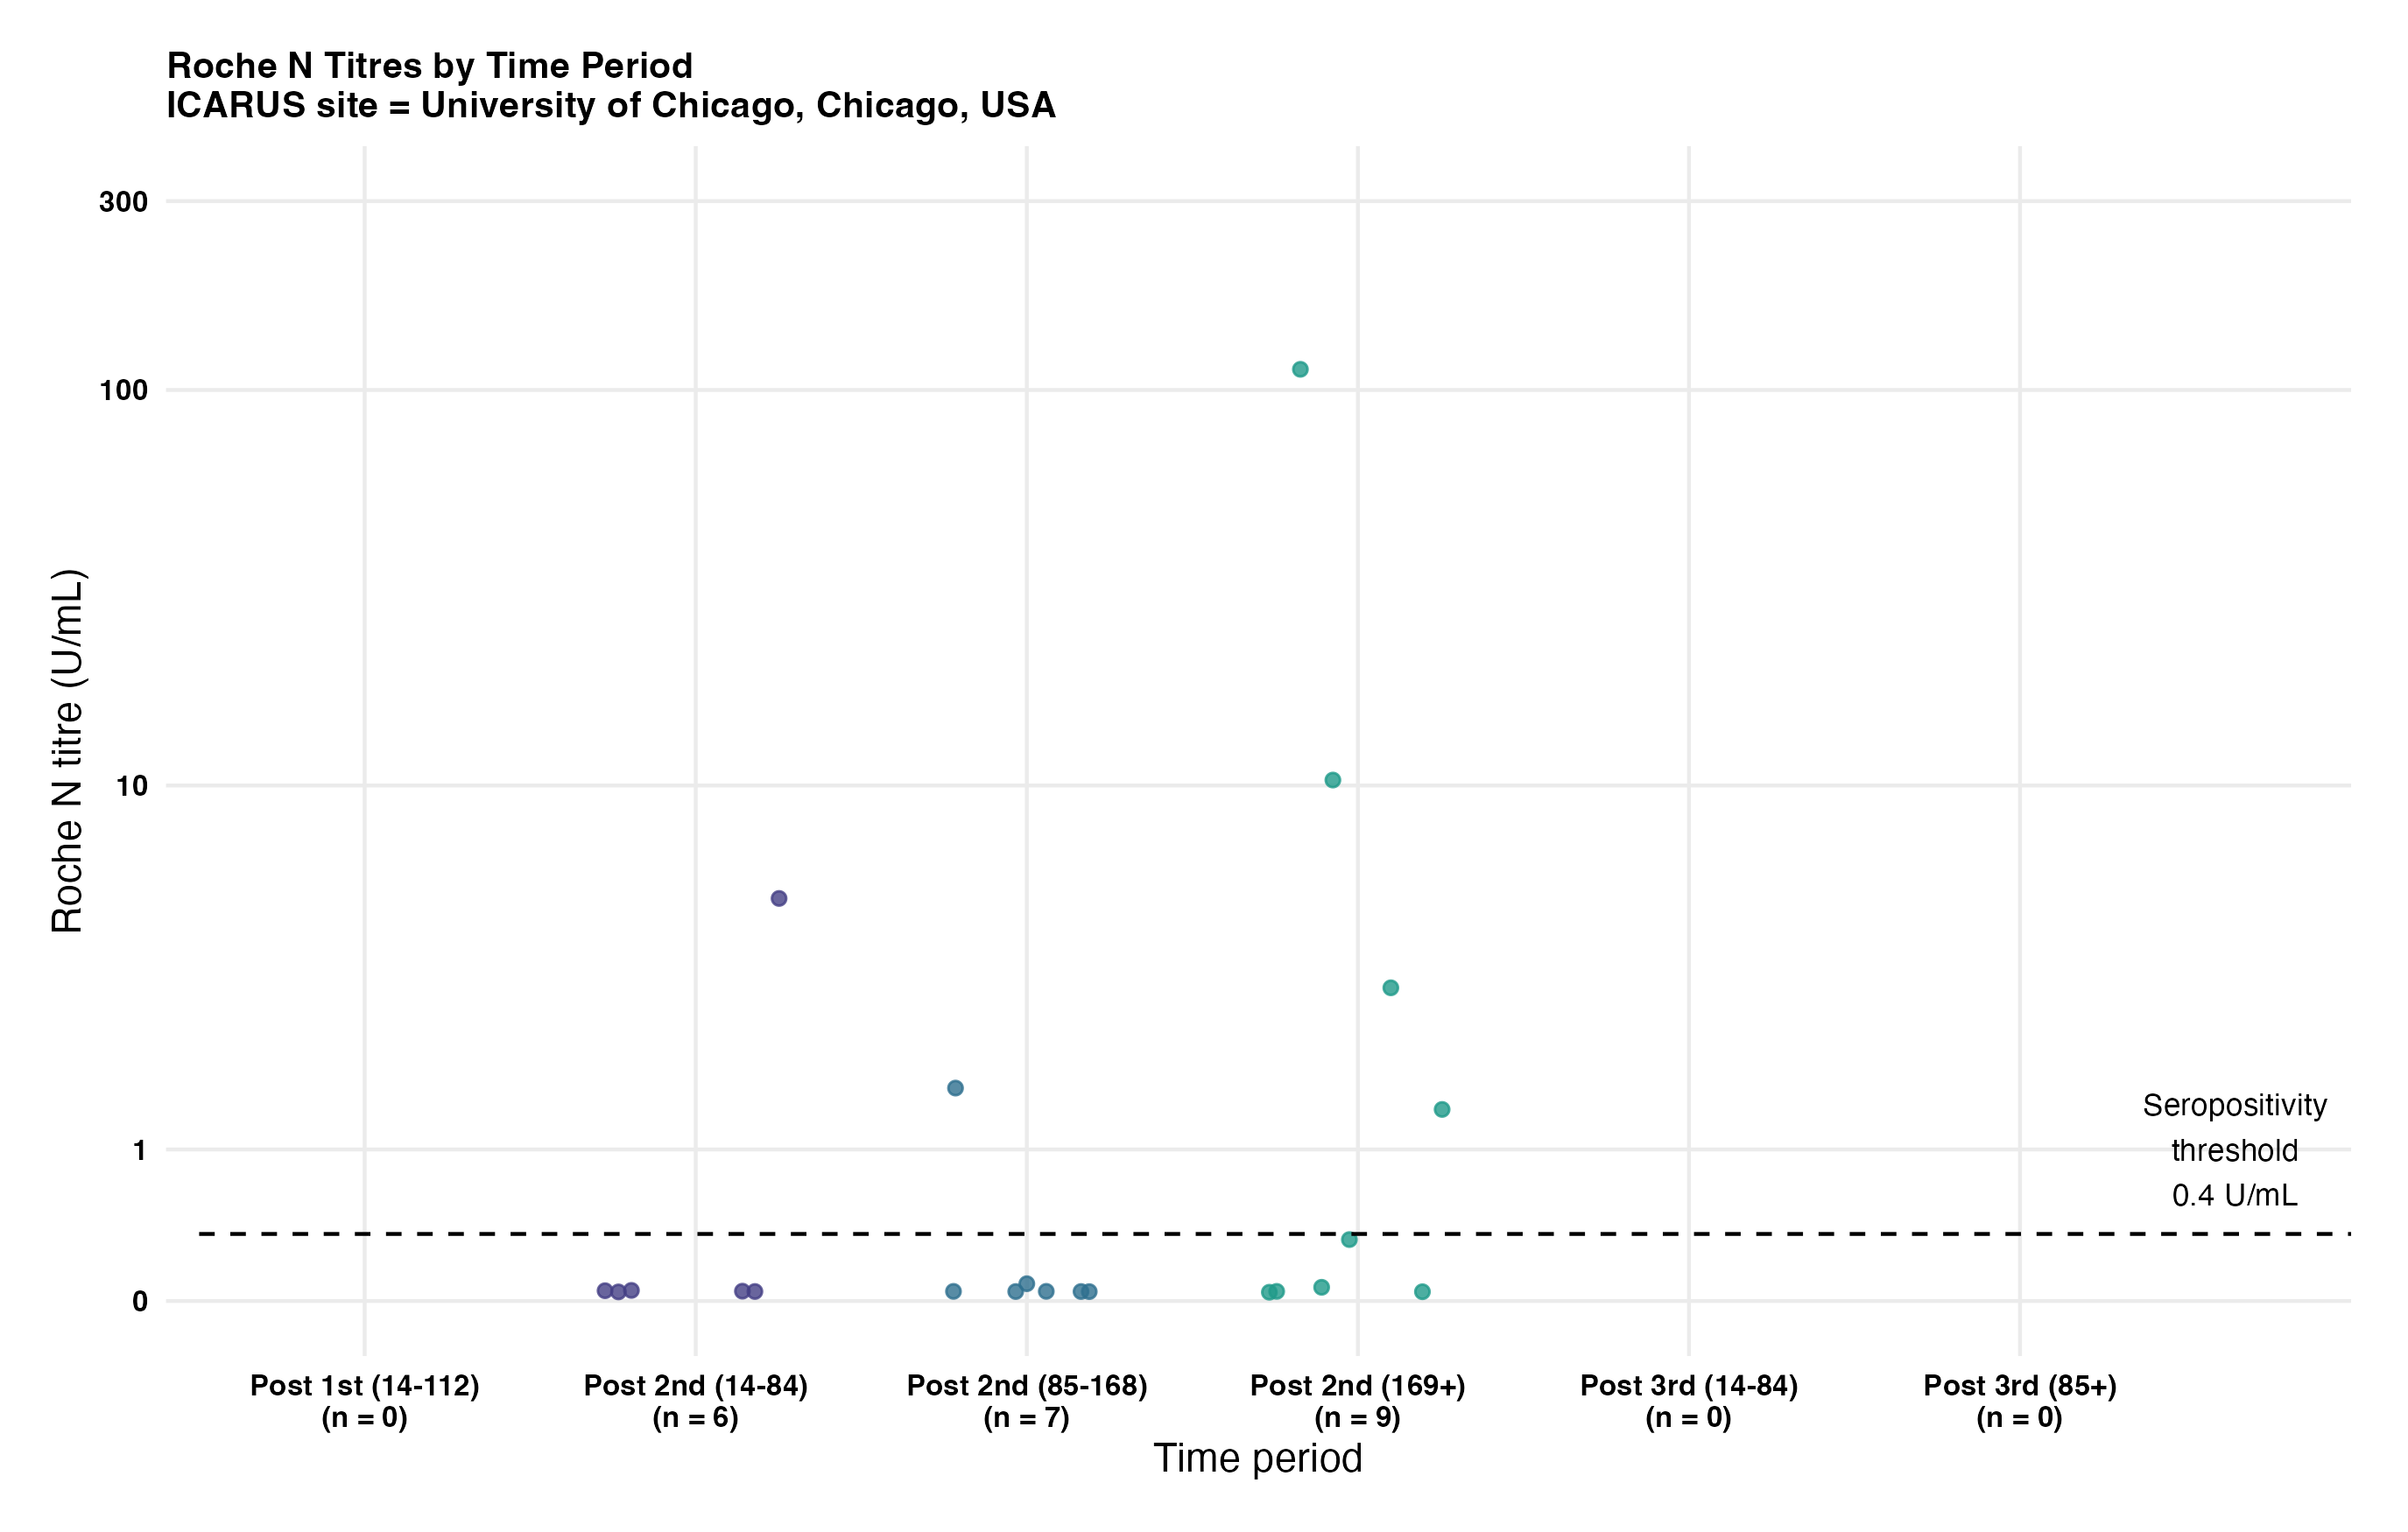 Roche N Titres by Time Period
ICARUS site = University of Chicago, Chicago, USA
Roche N titre (U/mL)
300
100
10
1
0
Seropositivity
threshold
0.4 U/mL
Post 1st (14-112)
(n = 0)
Post 2nd (14-84)
(n = 6)
Post 2nd (85-168)
(n = 7)
Post 2nd (169+)
(n = 9)
Post 3rd (14-84)
(n = 0)
Post 3rd (85+)
(n = 0)
Time period